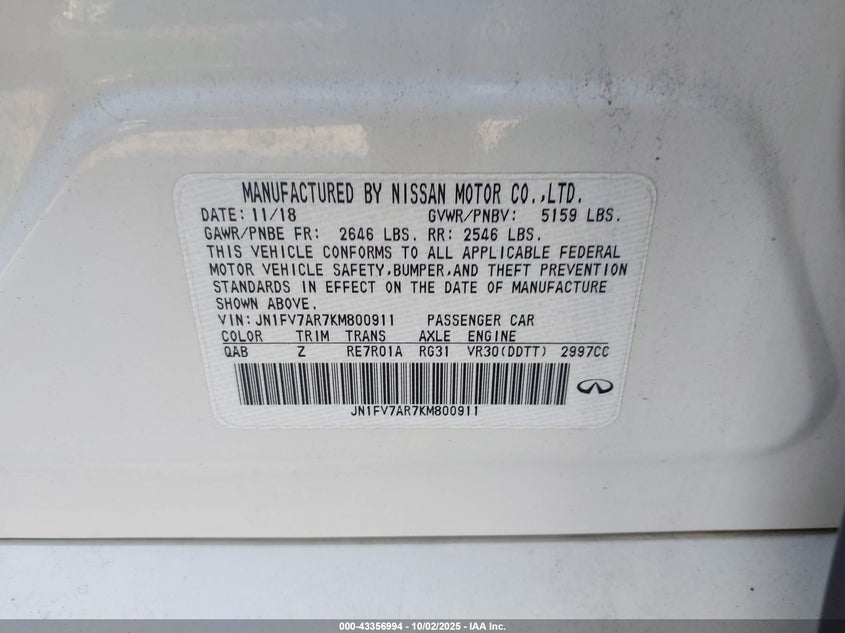 MANUFACTURED BY NISSAN MOTOR CO.,LTD.
DATE: 11/18 GVWR/PNBV: 5159 LBS.
GAWR/PNBE FR: 2646 LBS. RR: 2546 LBS.
THIS VEHICLE CONFORMS TO ALL APPLICABLE FEDERAL
MOTOR VEHICLE SAFETY,BUMPER,AND THEFT PREVENTION
STANDARDS IN EFFECT ON THE DATE OF MANUFACTURE
SHOWN ABOVE.
VIN: JN1FV7AR7KM800911 PASSENGER CAR
COLOR TRIM TRANS AXLE ENGINE
QAB Z RE7R01A RG31 VR30(DDTT) 2997CC
JN1FV7AR7KM800911
000-43356994 | 10/02/2025 - IAA Inc.